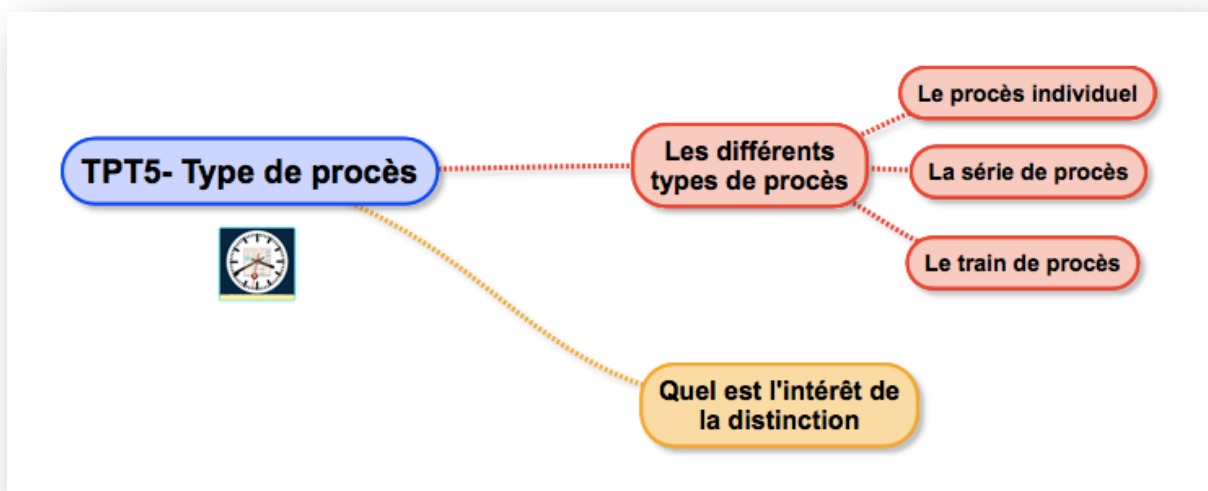 TPT5- Type de procès
Les différents
types de procès
Le procès individuel
La série de procès
Le train de procès
Quel est l'intérêt de
la distinction